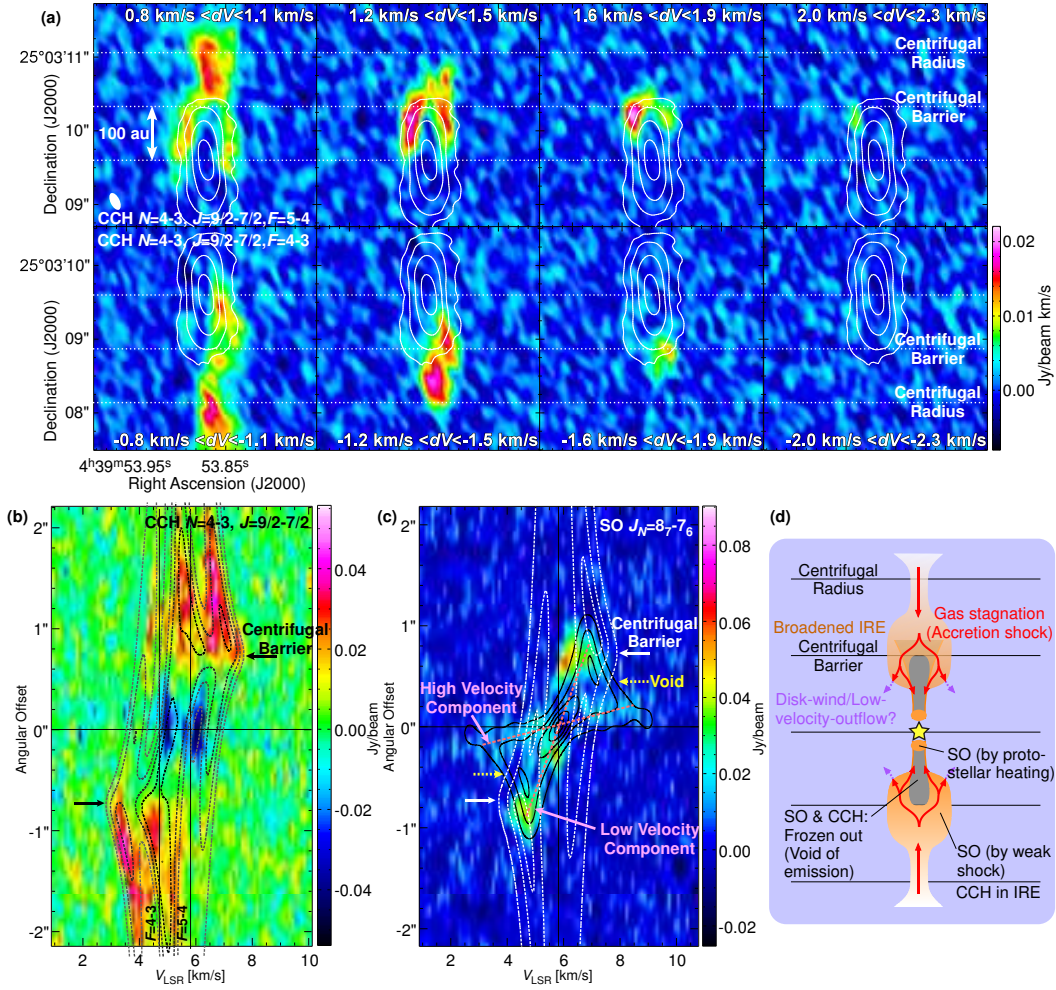 (a)
0.8 km/s <dV<1.1 km/s
1.2 km/s <dV<1.5 km/s
1.6 km/s <dV<1.9 km/s
2.0 km/s <dV<2.3 km/s
Declination (J2000)
25°03'11"
10"
09"
100 au
Centrifugal
Radius
Centrifugal
Barrier
CCH N=4-3, J=9/2-7/2,F=5-4
CCH N=4-3, J=9/2-7/2,F=4-3
Declination (J2000)
25°03'10"
09"
08"
Centrifugal
Barrier
Centrifugal
Radius
-0.8 km/s <dV<-1.1 km/s
-1.2 km/s <dV<-1.5 km/s
-1.6 km/s <dV<-1.9 km/s
-2.0 km/s <dV<-2.3 km/s
0.02
0.01
0.00
Jy/beam km/s
4h39m53.95s
53.85s
Right Ascension (J2000)
(b)
CCH N=4-3, J=9/2-7/2
Angular Offset
2"
1"
0"
-1"
-2"
Centrifugal
Barrier
F=4-3
F=5-4
2
4
6
8
10
VLSR [km/s]
0.04
0.02
0.00
-0.02
-0.04
Jy/beam
(c)
SO JN=87-76
Angular Offset
2"
1"
0"
-1"
-2"
Centrifugal
Barrier
Void
High Velocity
Component
Low Velocity
Component
2
4
6
8
10
VLSR [km/s]
0.08
0.06
0.04
0.02
0.00
-0.02
Jy/beam
(d)
Centrifugal
Radius
Broadened IRE
Gas stagnation
(Accretion shock)
Centrifugal
Barrier
Disk-wind/Low-
velocity-outflow?
SO (by proto-
stellar heating)
SO & CCH:
Frozen out
(Void of
emission)
SO (by weak
shock)
CCH in IRE